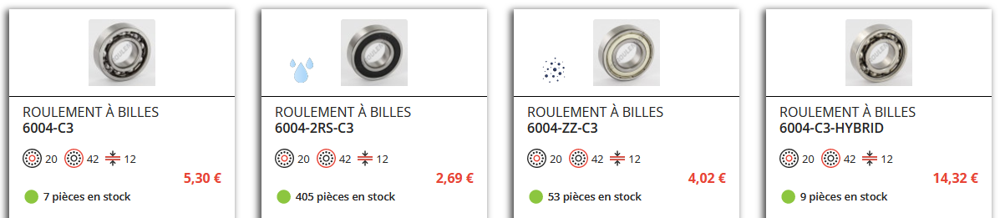 ROULEMENT À BILLES
6004-C3
20 42 12
5,30 €
7 pièces en stock
ROULEMENT À BILLES
6004-2RS-C3
20 42 12
2,69 €
405 pièces en stock
ROULEMENT À BILLES
6004-ZZ-C3
20 42 12
4,02 €
53 pièces en stock
ROULEMENT À BILLES
6004-C3-HYBRID
20 42 12
14,32 €
9 pièces en stock